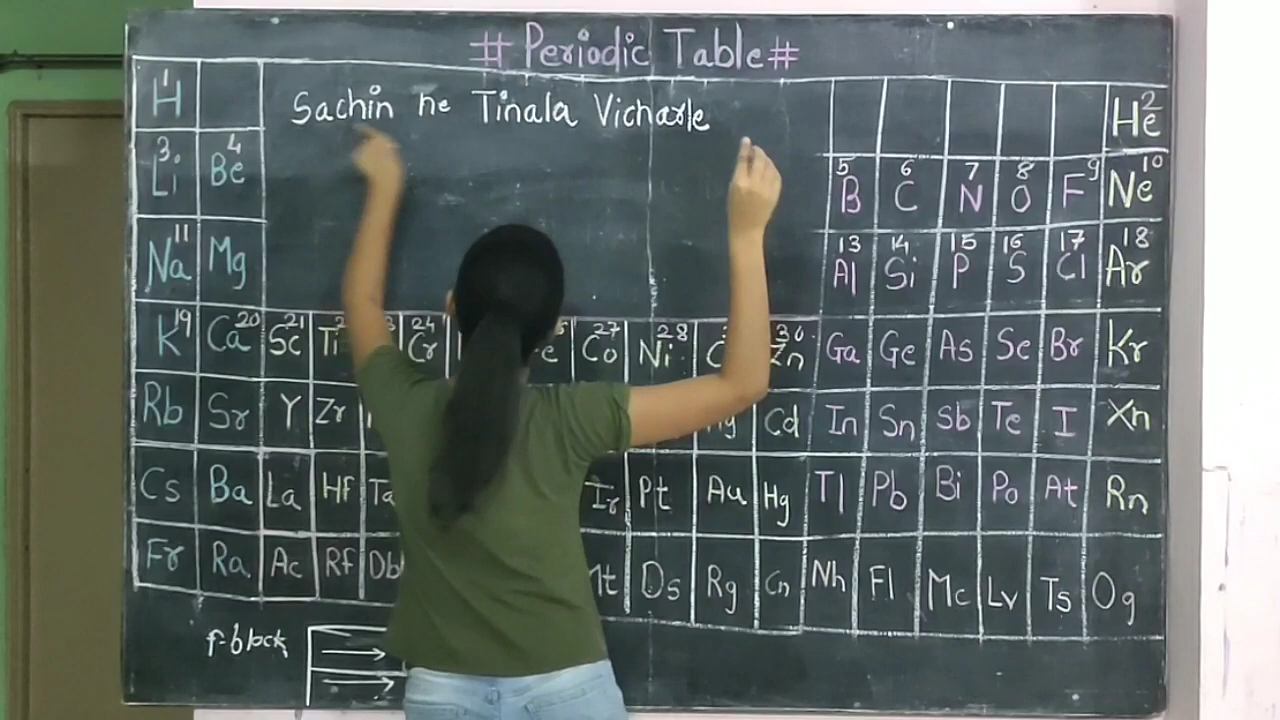 # Periodic Table #
1 H Sachin ne Tinala Vicharle He 2
3 Li 4 Be 5 B 6 C 7 N 8 O 9 F 10 Ne
11 Na Mg 13 Al 14 Si 15 P 16 S 17 Cl 18 Ar
19 K 20 Ca 21 Sc Ti 24 Cr 27 Co 28 Ni 30 Zn Ga Ge As Se Br Kr
Rb Sr Y Zr Cd In Sn Sb Te I Xn
Cs Ba La Hf Ta Ir Pt Au Hg Tl Pb Bi Po At Rn
Fr Ra Ac Rf Db Mt Ds Rg Cn Nh Fl Mc Lv Ts Og
f-block